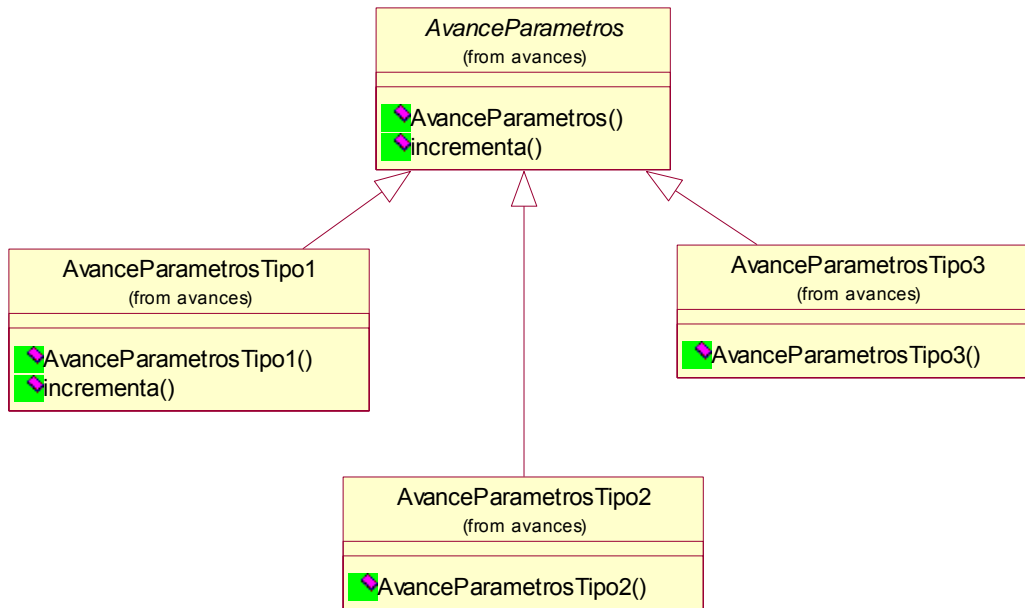 AvanceParametros
(from avances)
AvanceParametros()
incrementa()
AvanceParametrosTipo1
(from avances)
AvanceParametrosTipo1()
incrementa()
AvanceParametrosTipo3
(from avances)
AvanceParametrosTipo3()
AvanceParametrosTipo2
(from avances)
AvanceParametrosTipo2()